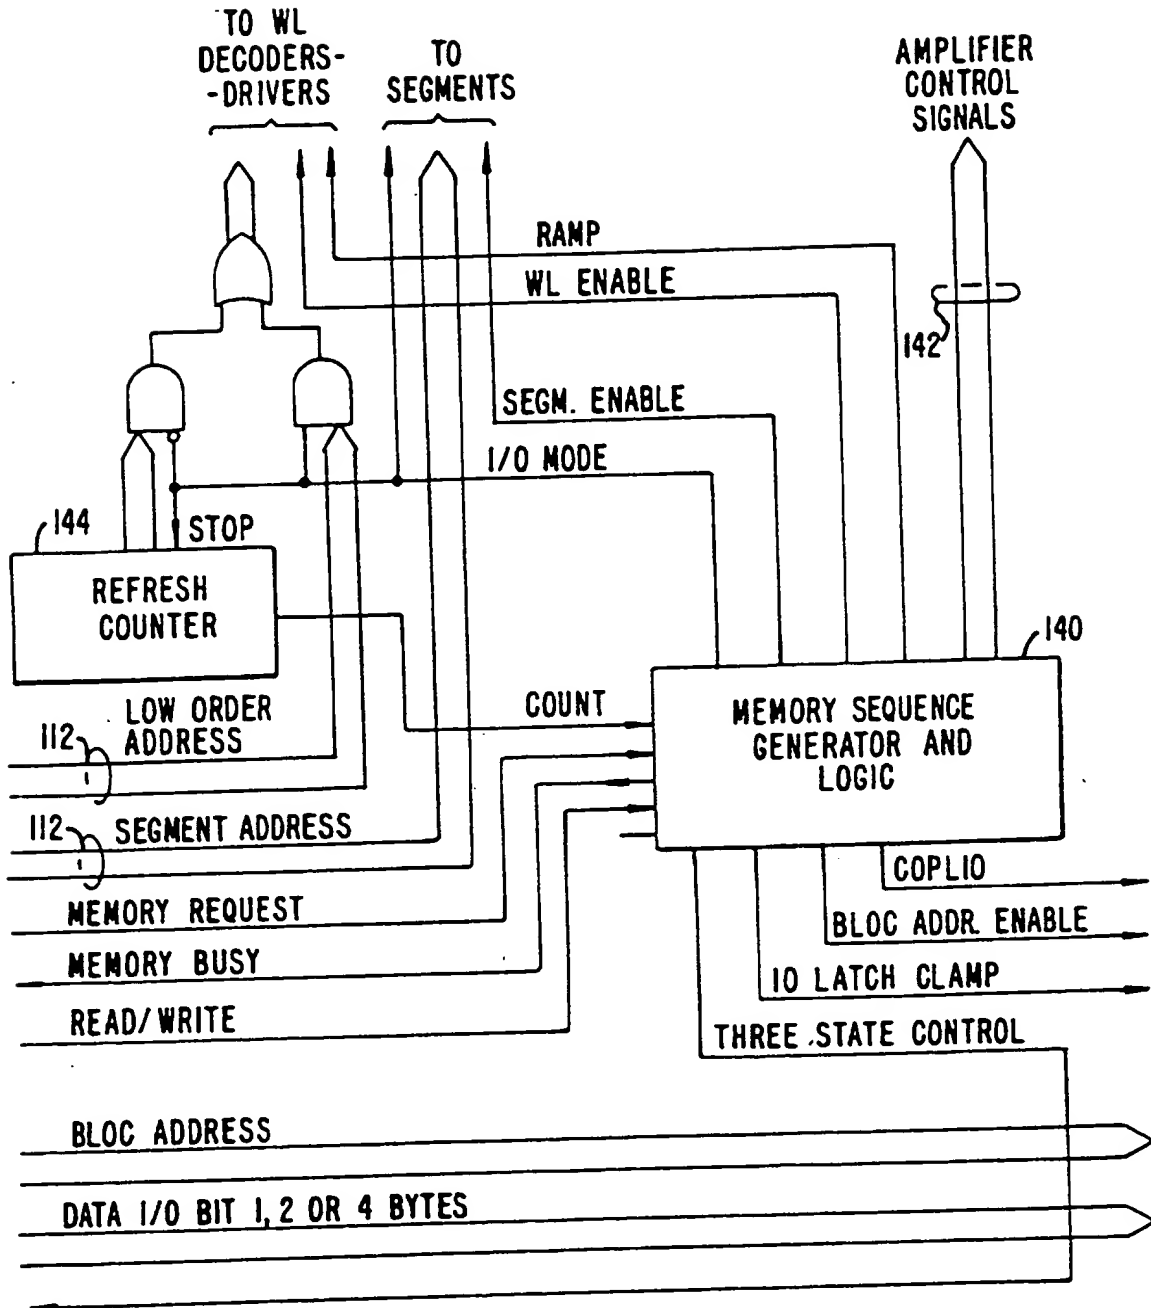 TO WL
DECODERS-
-DRIVERS
TO
SEGMENTS
AMPLIFIER
CONTROL
SIGNALS
RAMP
WL ENABLE
142
SEGM. ENABLE
I/O MODE
144
STOP
REFRESH
COUNTER
140
LOW ORDER
ADDRESS
112
COUNT
MEMORY SEQUENCE
GENERATOR AND
LOGIC
112
SEGMENT ADDRESS
MEMORY REQUEST
MEMORY BUSY
READ/WRITE
COPLIO
BLOC ADDR. ENABLE
IO LATCH CLAMP
THREE STATE CONTROL
BLOC ADDRESS
DATA I/O BIT 1, 2 OR 4 BYTES